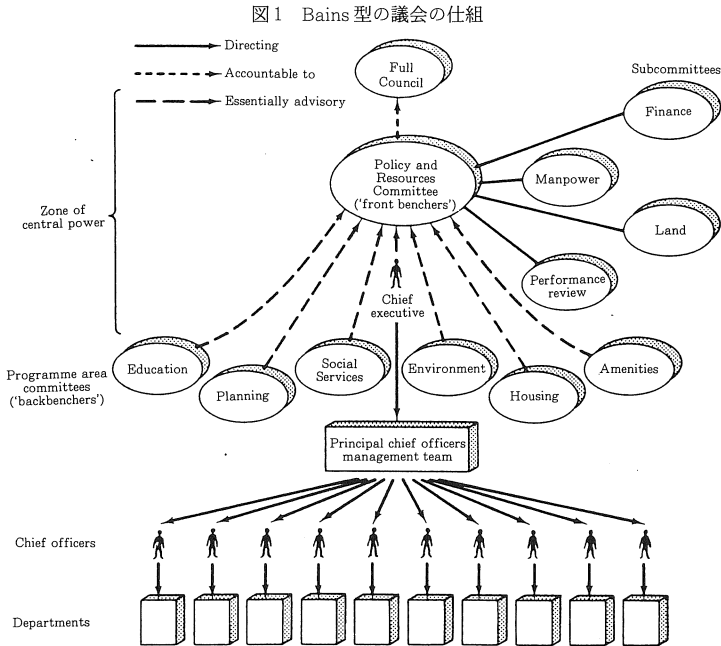 図1 Bains型の議会の仕組
Directing
Accountable to
Essentially advisory
Full
Council
Subcommittees
Finance
Policy and
Resources
Committee
('front benchers')
Manpower
Zone of
central power
Land
Performance
review
Chief
executive
Programme area
committees
('backbenchers')
Education
Planning
Social
Services
Environment
Housing
Amenities
Principal chief officers
management team
Chief officers
Departments